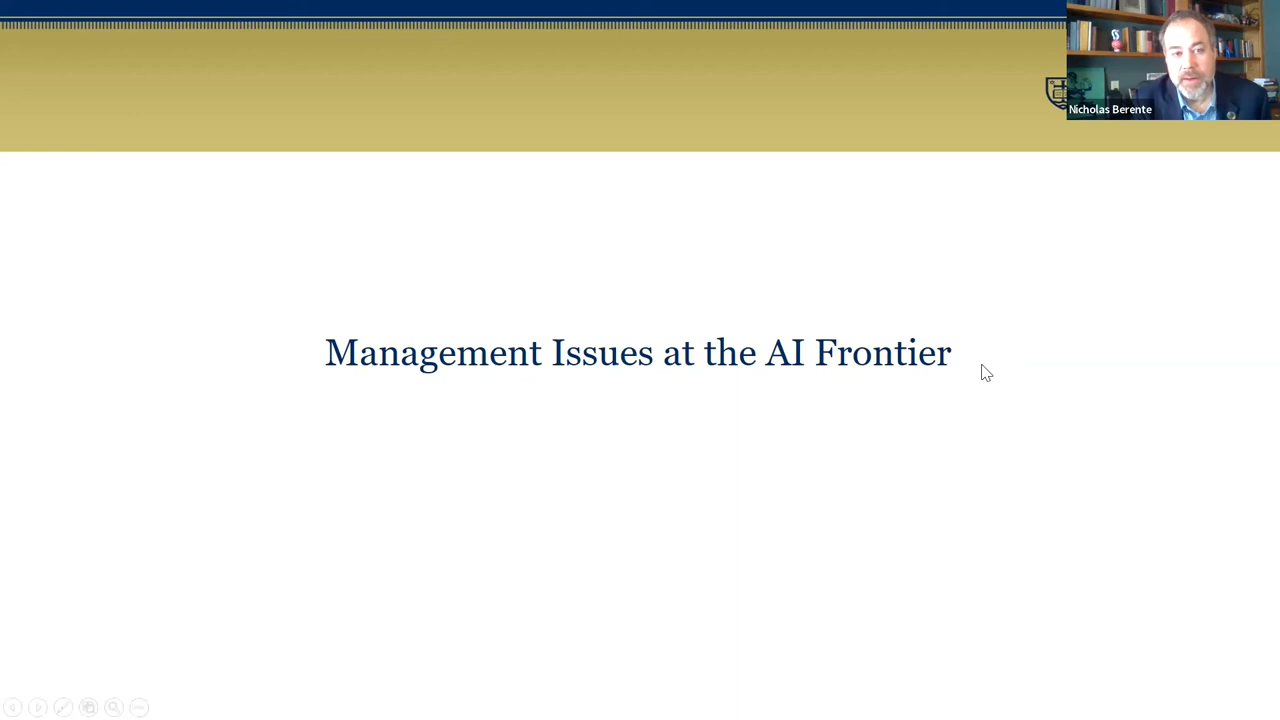 Nicholas Berente
Management Issues at the AI Frontier